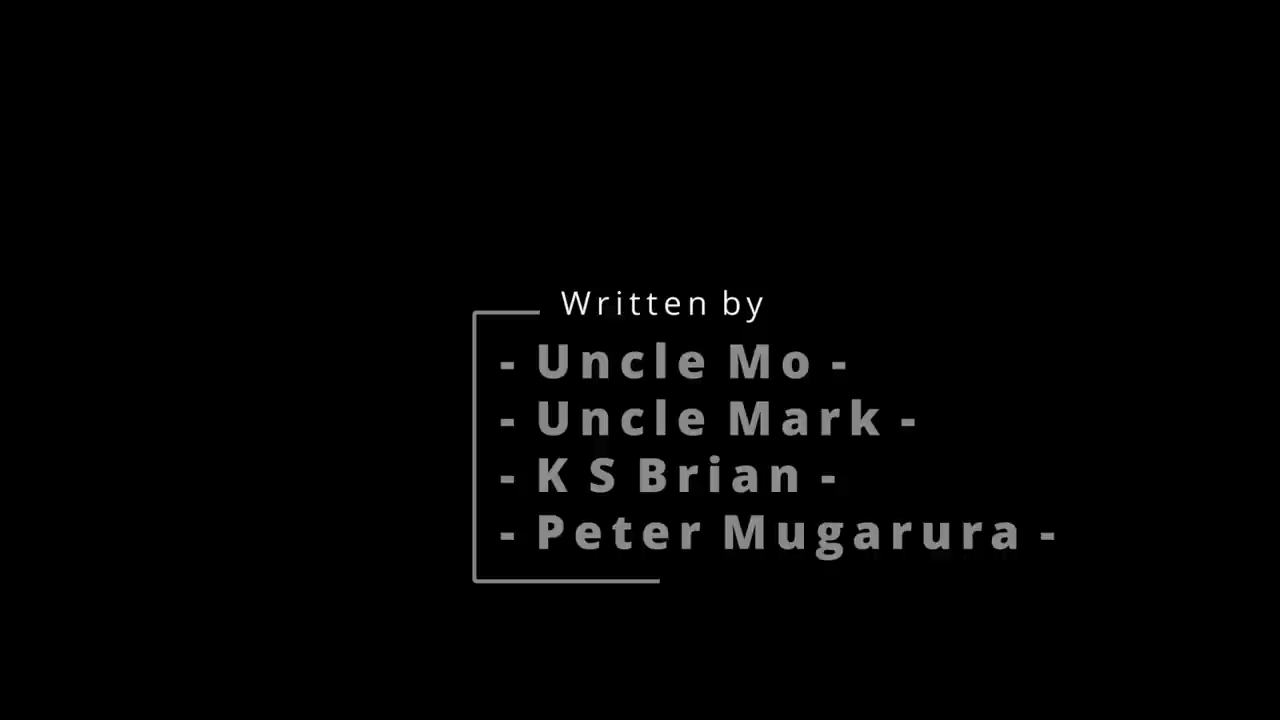 Written by
- Uncle Mo -
- Uncle Mark -
- K S Brian -
- Peter Mugarura -